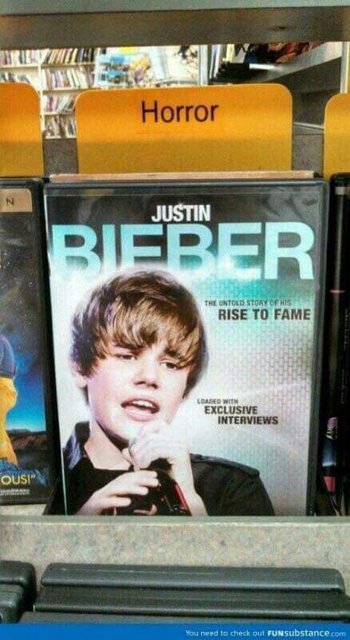 Horror
N
JUSTIN
BIEBER
THE UNTOLD STORY OF HIS
RISE TO FAME
LOADED WITH
EXCLUSIVE
INTERVIEWS
OUS!"
You need to check out FUNSubstance.com